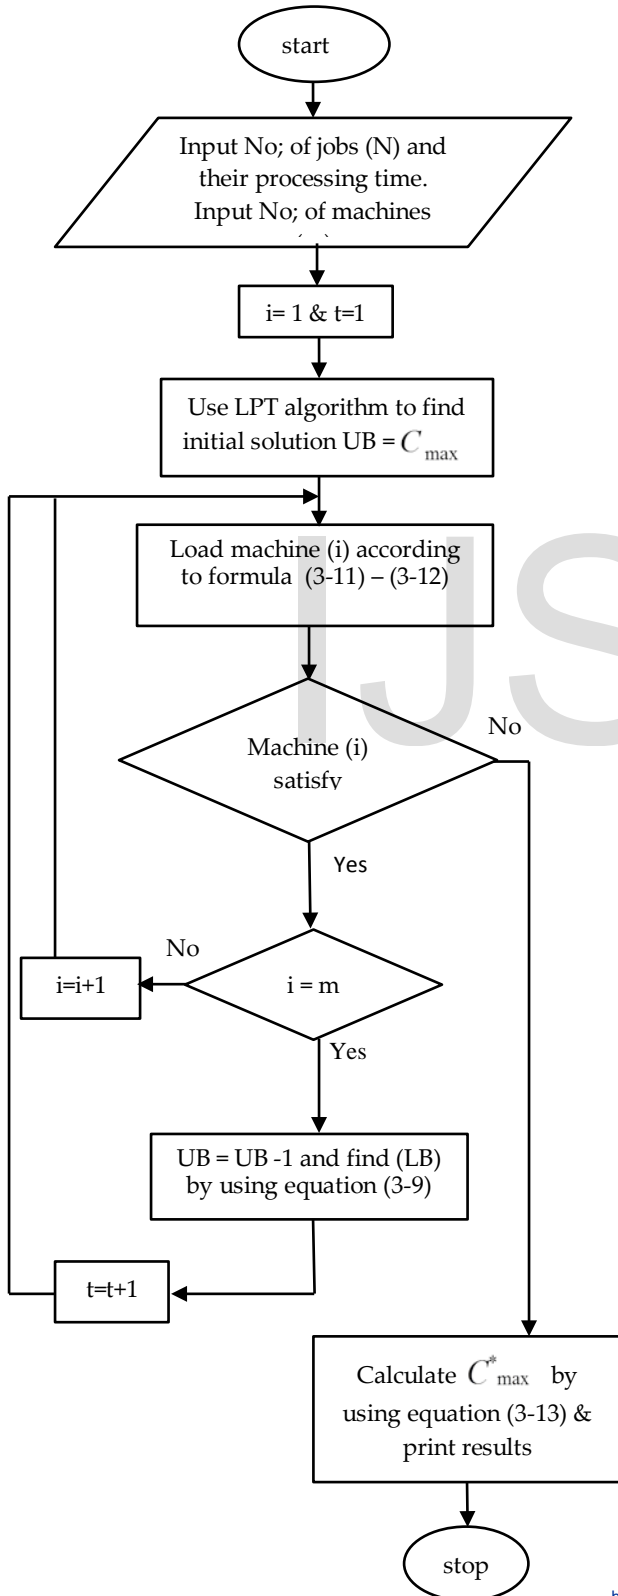 start
Input No; of jobs (N) and
their processing time.
Input No; of machines
i= 1 & t=1
Use LPT algorithm to find
initial solution UB = C max
Load machine (i) according
to formula (3-11) – (3-12)
IJS
No
Machine (i)
satisfy
Yes
No
i = m
i=i+1
Yes
UB = UB -1 and find (LB)
by using equation (3-9)
t=t+1
Calculate C*max by
using equation (3-13) &
print results
stop